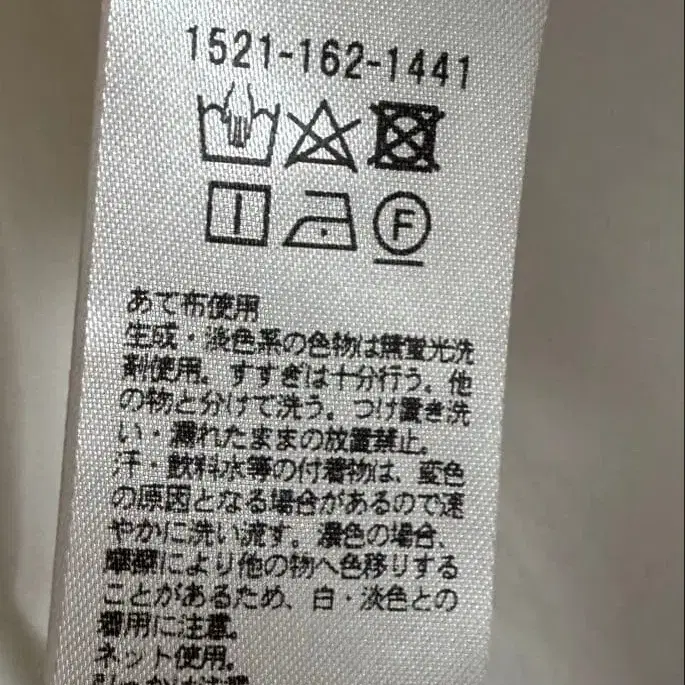 1521-162-1441
F
あて布使用
生成・淡色系の色物は無蛍光洗
剤使用。すすぎは十分行う。他
の物と分けて洗う。つけ置き洗
い・濡れたままの放置禁止。
汗・飲料水等の付着物は、変色
の原因となる場合があるので速
やかに洗い流す。濃色の場合、
摩擦により他の物へ色移りする
ことがあるため、白・淡色との
着用に注意。
ネット使用。